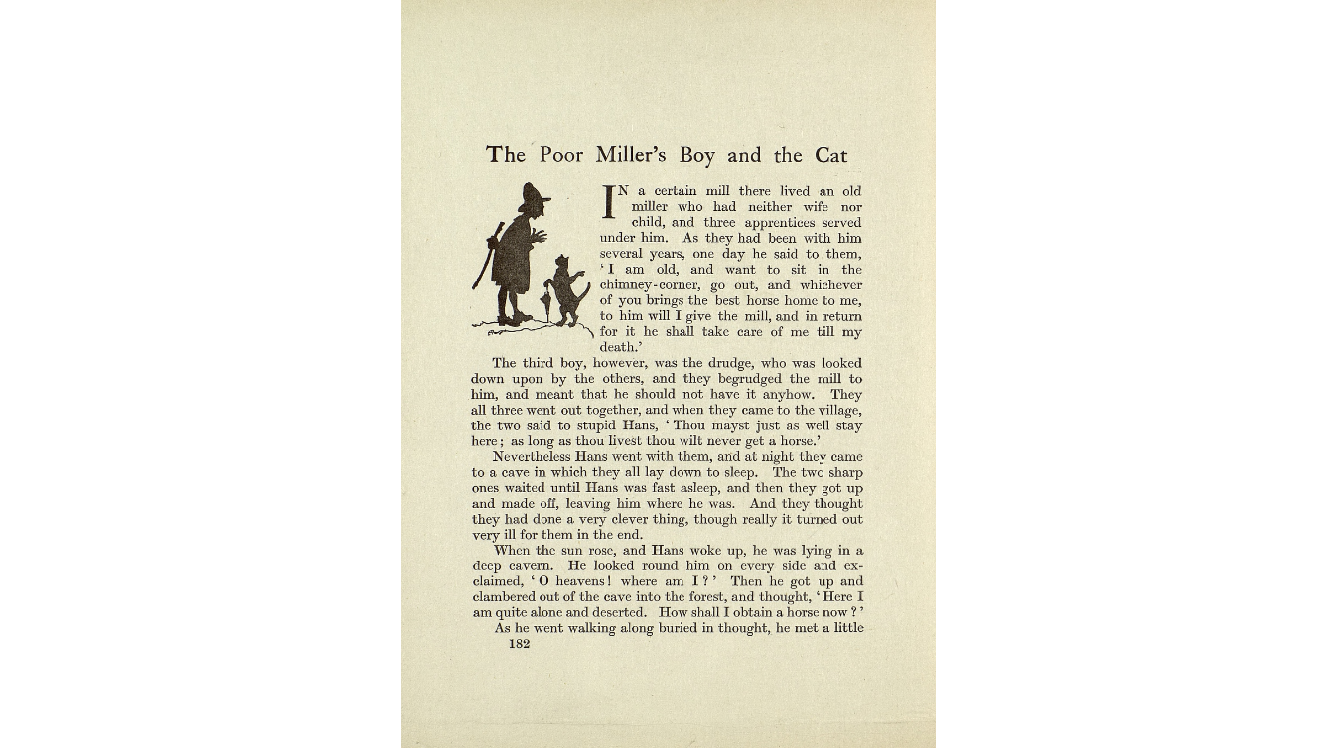 The Poor Miller's Boy and the Cat
IN a certain mill there lived an old
miller who had neither wife nor
child, and three apprentices served
under him. As they had been with him
several years, one day he said to them,
‘I am old, and want to sit in the
chimney-corner, go out, and whichever
of you brings the best horse home to me,
to him will I give the mill, and in return
for it he shall take care of me till my
death.’
The third boy, however, was the drudge, who was looked
down upon by the others, and they begrudged the mill to
him, and meant that he should not have it anyhow. They
all three went out together, and when they came to the village,
the two said to stupid Hans, ‘Thou mayst just as well stay
here; as long as thou livest thou wilt never get a horse.’
Nevertheless Hans went with them, and at night they came
to a cave in which they all lay down to sleep. The two sharp
ones waited until Hans was fast asleep, and then they got up
and made off, leaving him where he was. And they thought
they had done a very clever thing, though really it turned out
very ill for them in the end.
When the sun rose, and Hans woke up, he was lying in a
deep cavern. He looked round him on every side and ex-
claimed, ‘O heavens! where am I?’ Then he got up and
clambered out of the cave into the forest, and thought, ‘Here I
am quite alone and deserted. How shall I obtain a horse now?’
As he went walking along buried in thought, he met a little
182